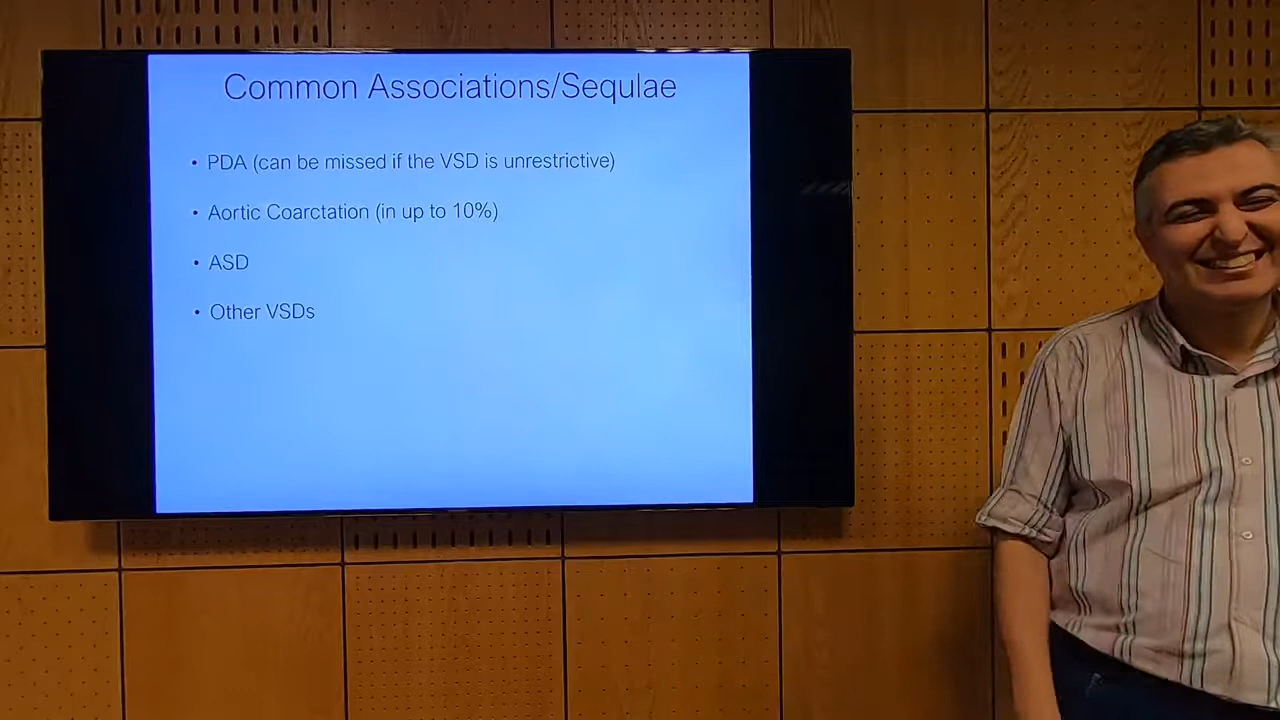 Common Associations/Sequlae
• PDA (can be missed if the VSD is unrestrictive)
• Aortic Coarctation (in up to 10%)
• ASD
• Other VSDs